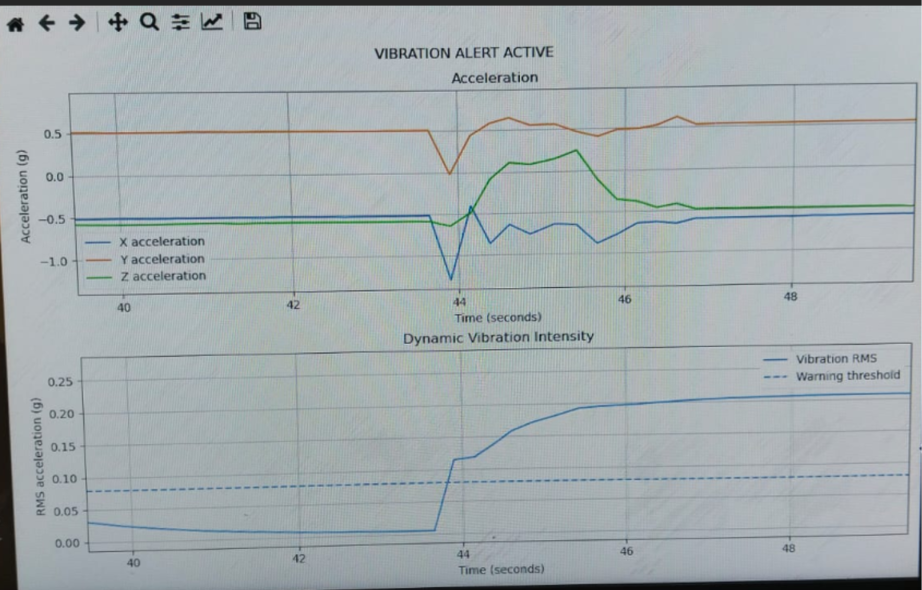 VIBRATION ALERT ACTIVE
Acceleration
Acceleration (g)
0.5
0.0
−0.5
−1.0
X acceleration
Y acceleration
Z acceleration
40 42 44 46 48
Time (seconds)
Dynamic Vibration Intensity
RMS acceleration (g)
0.25
0.20
0.15
0.10
0.05
0.00
Vibration RMS
Warning threshold
40 42 44 46 48
Time (seconds)